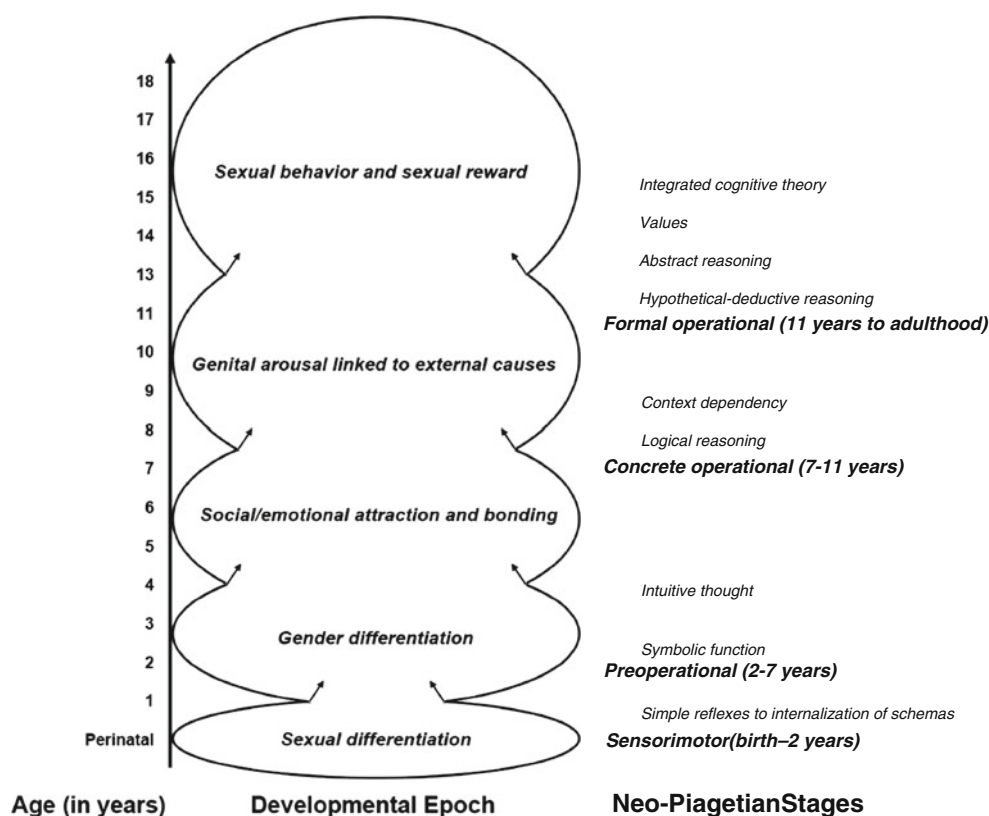 18
17
16
15
14
13
11
10
9
8
7
6
5
4
3
2
1
Perinatal
Age (in years)
Sexual behavior and sexual reward
Genital arousal linked to external causes
Social/emotional attraction and bonding
Gender differentiation
Sexual differentiation
Developmental Epoch
Integrated cognitive theory
Values
Abstract reasoning
Hypothetical-deductive reasoning
Formal operational (11 years to adulthood)
Context dependency
Logical reasoning
Concrete operational (7-11 years)
Intuitive thought
Symbolic function
Preoperational (2-7 years)
Simple reflexes to internalization of schemas
Sensorimotor(birth–2 years)
Neo-PiagetianStages